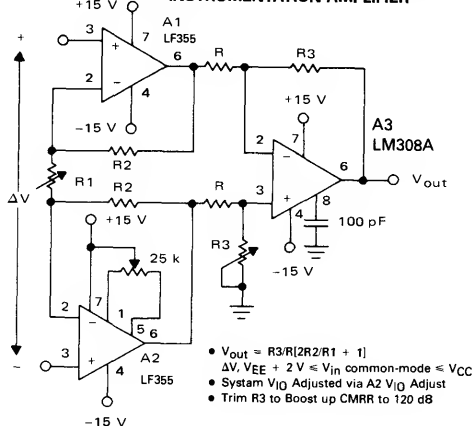 INSTRUMENTATION AMPLIFIER
+15 V
A1
LF355
+
3
+
7
6
R
R3
2
−
4
−15 V
+15 V
A3
LM308A
R2
2
−
7
6
Vout
R1
ΔV
R2
R
3
+
4
8
100 pF
+15 V
25 k
R3
−15 V
7
1
2
−
5
6
3
+
A2
−
4
LF355
−15 V
• Vout = R3/R[2R2/R1 + 1]
ΔV, VEE + 2 V ≤ Vin common-mode ≤ VCC
• Systam VIO Adjusted via A2 VIO Adjust
• Trim R3 to Boost up CMRR to 120 d8